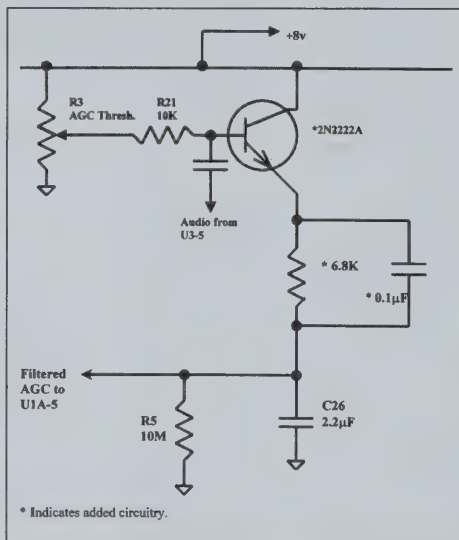 +8v
R3
AGC Thresh.
R21
10K
*2N2222A
Audio from
U3-5
* 6.8K
* 0.1µF
Filtered
AGC to
U1A-5
R5
10M
C26
2.2µF
* Indicates added circuitry.